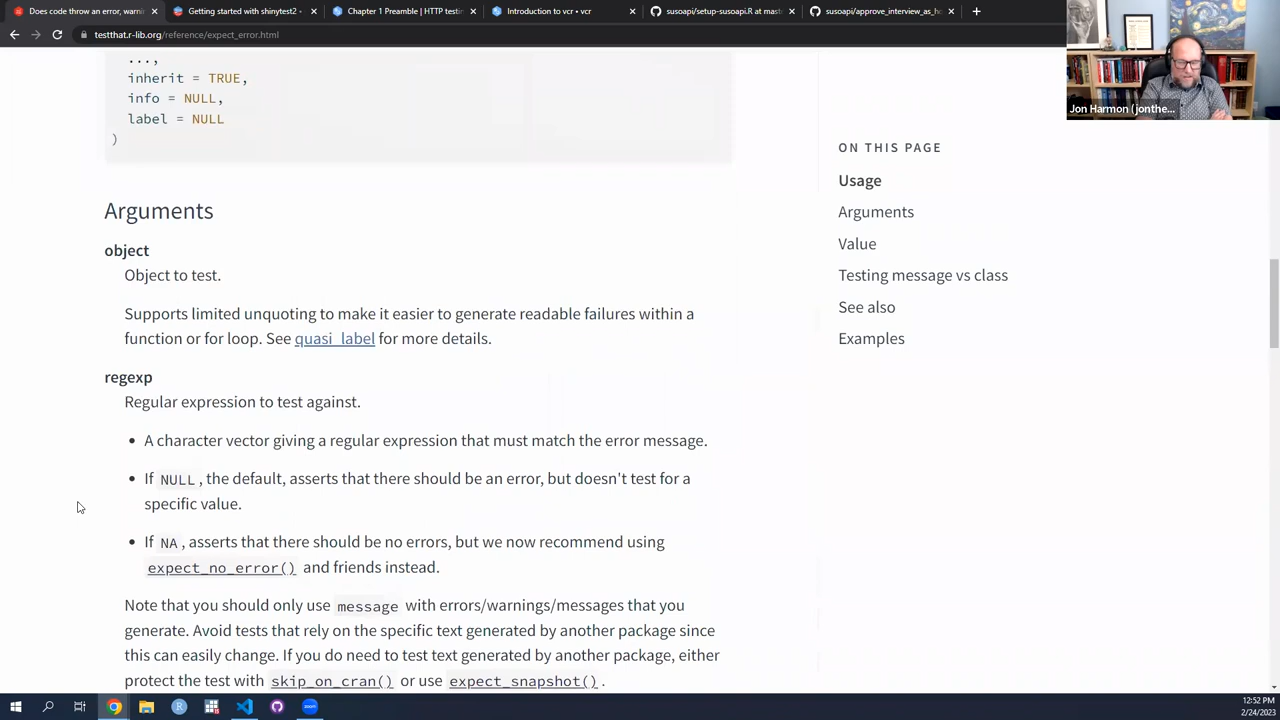 Does code throw an error, warnin
Getting started with shinytest2 •
Chapter 1 Preamble | HTTP testin
Introduction to vcr • vcr
susoapi/setup-susoapi.R at mast
susoapi/approve_interview_as_h
testthat.r-lib.org/reference/expect_error.html
...,
inherit = TRUE,
info = NULL,
label = NULL
)
Arguments
object
Object to test.
Supports limited unquoting to make it easier to generate readable failures within a
function or for loop. See quasi_label for more details.
regexp
Regular expression to test against.
• A character vector giving a regular expression that must match the error message.
• If NULL, the default, asserts that there should be an error, but doesn't test for a
specific value.
• If NA, asserts that there should be no errors, but we now recommend using
expect_no_error() and friends instead.
Note that you should only use message with errors/warnings/messages that you
generate. Avoid tests that rely on the specific text generated by another package since
this can easily change. If you do need to test text generated by another package, either
protect the test with skip_on_cran() or use expect_snapshot().
ON THIS PAGE
Usage
Arguments
Value
Testing message vs class
See also
Examples
Jon Harmon (jonthe...
12:52 PM
2/24/2023